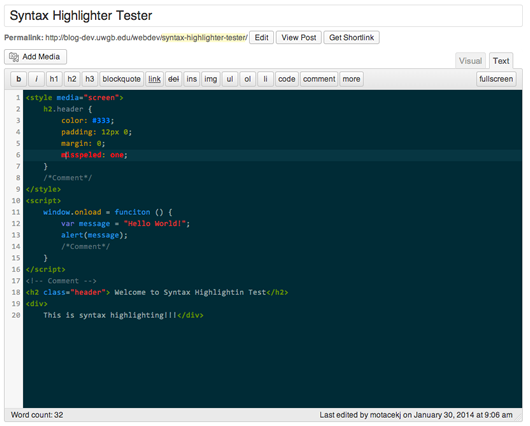 Syntax Highlighter Tester
Permalink: http://blog-dev.uwgb.edu/webdev/syntax-highlighter-tester/ Edit View Post Get Shortlink
Add Media
Visual Text
b i h1 h2 h3 blockquote link del ins img ul ol li code comment more fullscreen
1 <style media="screen">
2 h2.header {
3 color: #333;
4 padding: 12px 0;
5 margin: 0;
6 misspelved: one;
7 }
8 /*Comment*/
9 </style>
10 <script>
11 window.onload = funciton () {
12 var message = "Hello World!";
13 alert(message);
14 /*Comment*/
15 }
16 </script>
17 <!-- Comment -->
18 <h2 class="header"> Welcome to Syntax Highlightin Test</h2>
19 <div>
20 This is syntax highlighting!!!</div>
Word count: 32 Last edited by motacekj on January 30, 2014 at 9:06 am